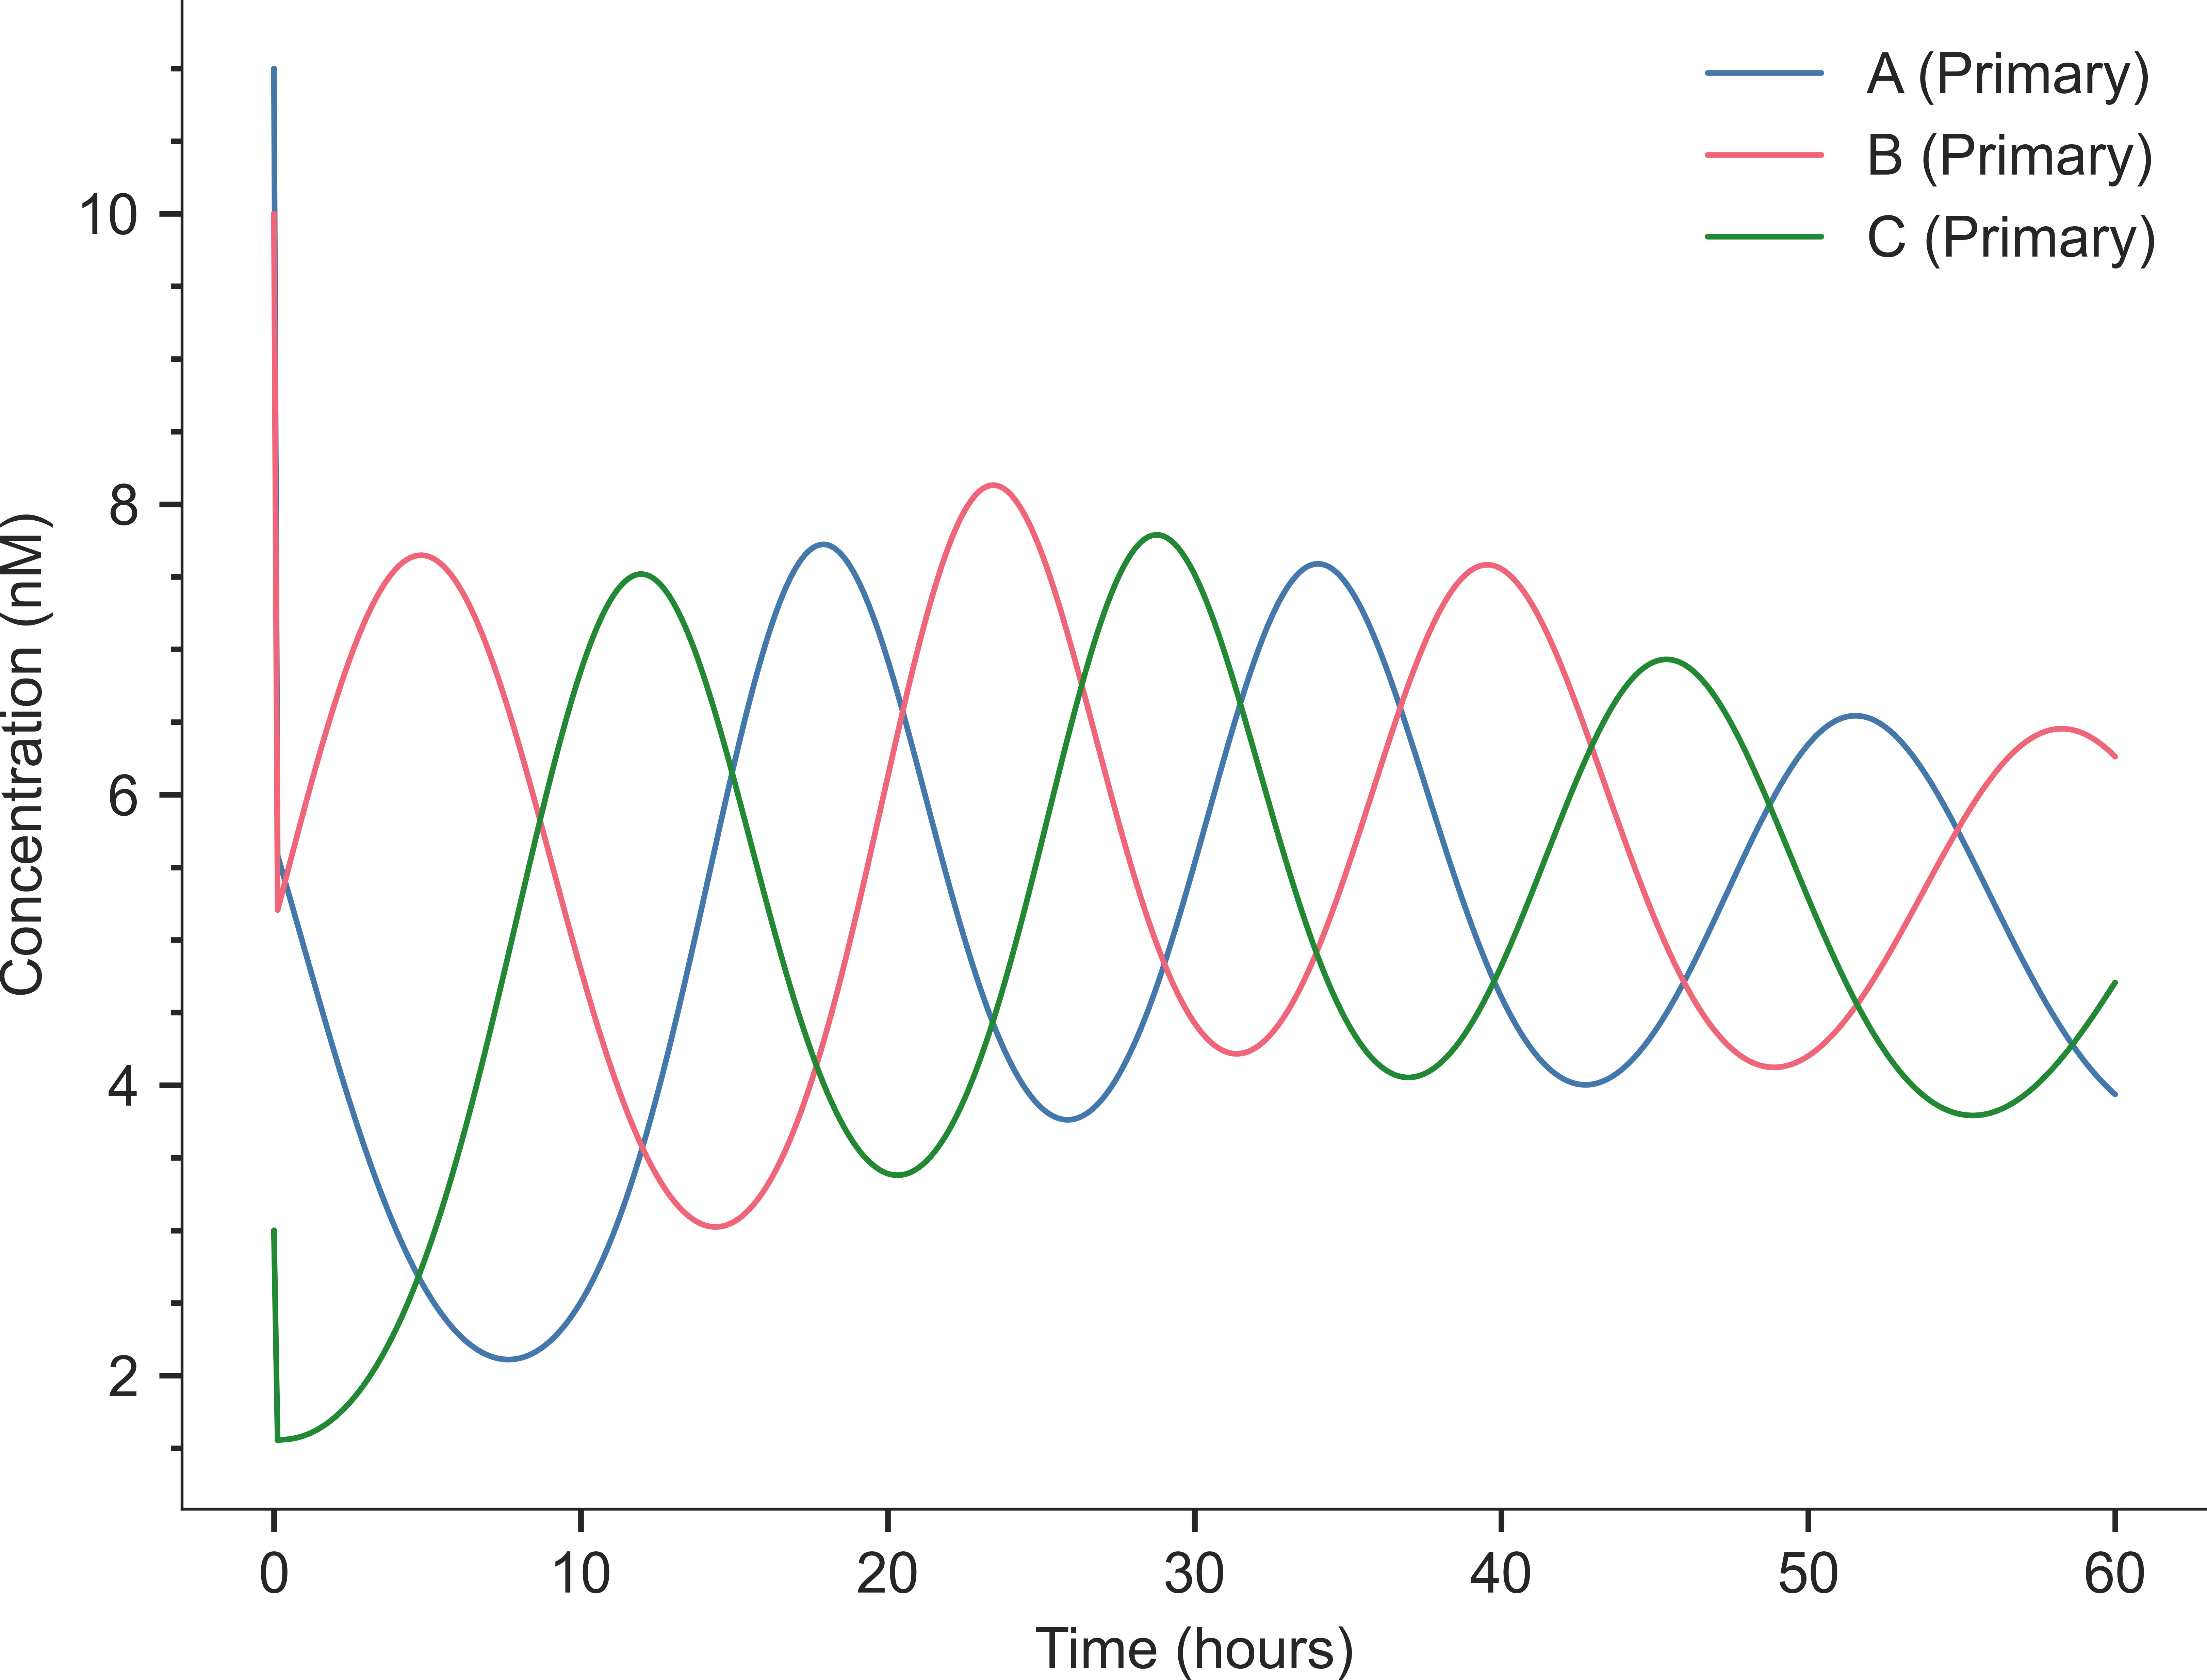 A (Primary)
B (Primary)
C (Primary)
Concentration (nM)
10
8
6
4
2
0 10 20 30 40 50 60
Time (hours)